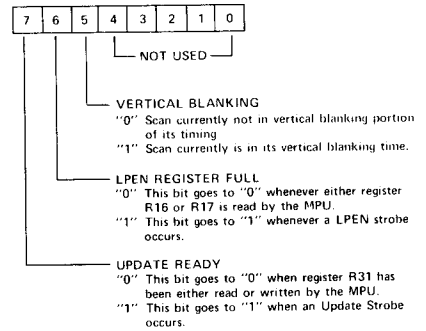 7 6 5 4 3 2 1 0
NOT USED
VERTICAL BLANKING
"0" Scan currently not in vertical blanking portion
of its timing
"1" Scan currently is in its vertical blanking time.
LPEN REGISTER FULL
"0" This bit goes to "0" whenever either register
R16 or R17 is read by the MPU.
"1" This bit goes to "1" whenever a LPEN strobe
occurs.
UPDATE READY
"0" This bit goes to "0" when register R31 has
been either read or written by the MPU.
"1" This bit goes to "1" when an Update Strobe
occurs.